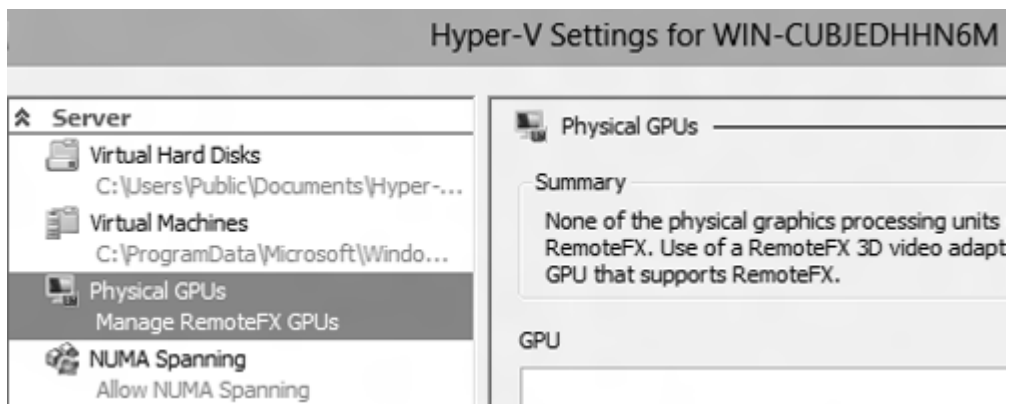 Hyper-V Settings for WIN-CUBJEDHHN6M
Server
Virtual Hard Disks
C:\Users\Public\Documents\Hyper-...
Virtual Machines
C:\ProgramData\Microsoft\Windo...
Physical GPUs
Manage RemoteFX GPUs
NUMA Spanning
Allow NUMA Spanning
Physical GPUs
Summary
None of the physical graphics processing units
RemoteFX. Use of a RemoteFX 3D video adapt
GPU that supports RemoteFX.
GPU